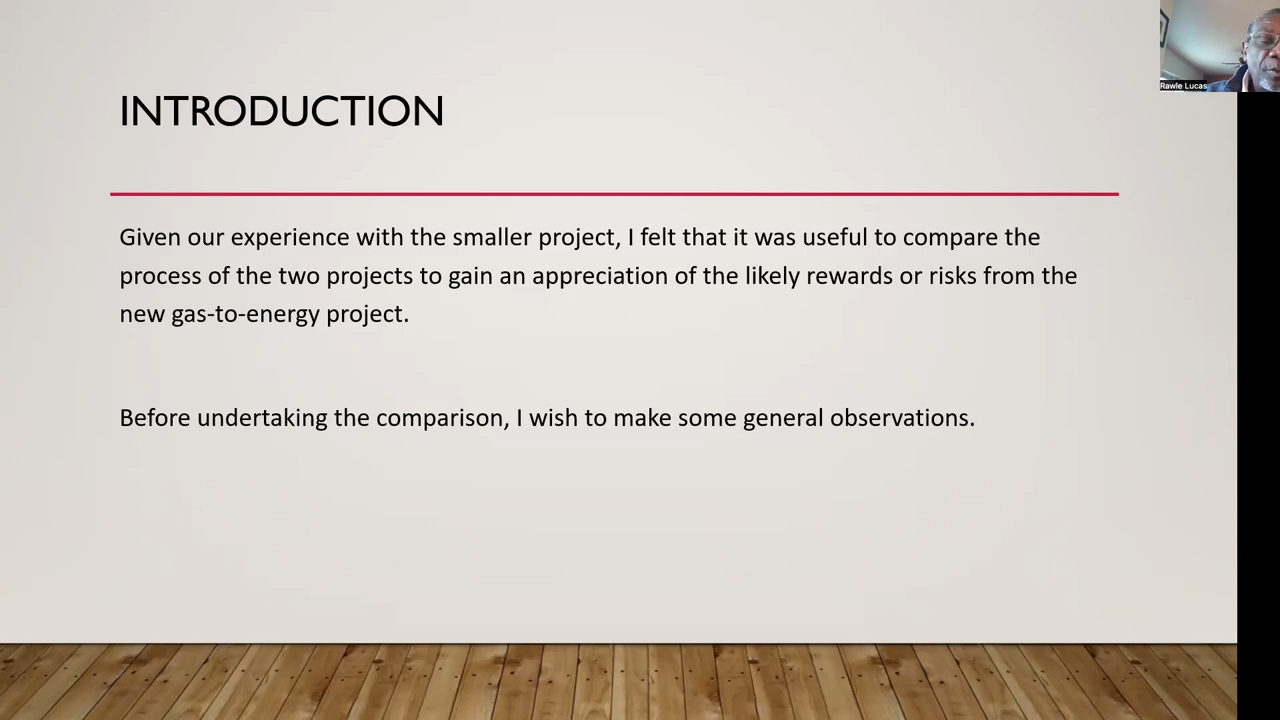 Rawle Lucas
INTRODUCTION
Given our experience with the smaller project, I felt that it was useful to compare the
process of the two projects to gain an appreciation of the likely rewards or risks from the
new gas-to-energy project.
Before undertaking the comparison, I wish to make some general observations.